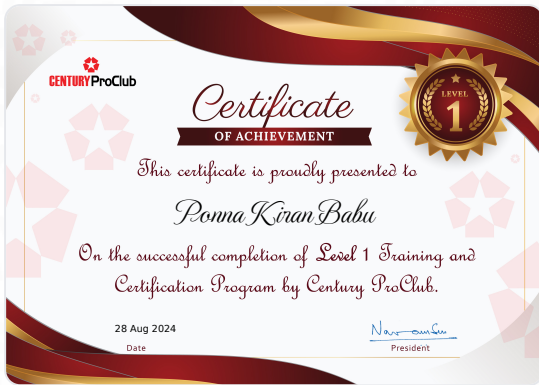 CENTURY ProClub
Certificate
OF ACHIEVEMENT
LEVEL
1
This certificate is proudly presented to
Ponna Kiran Babu
On the successful completion of Level 1 Training and
Certification Program by Century ProClub.
28 Aug 2024
Date
President